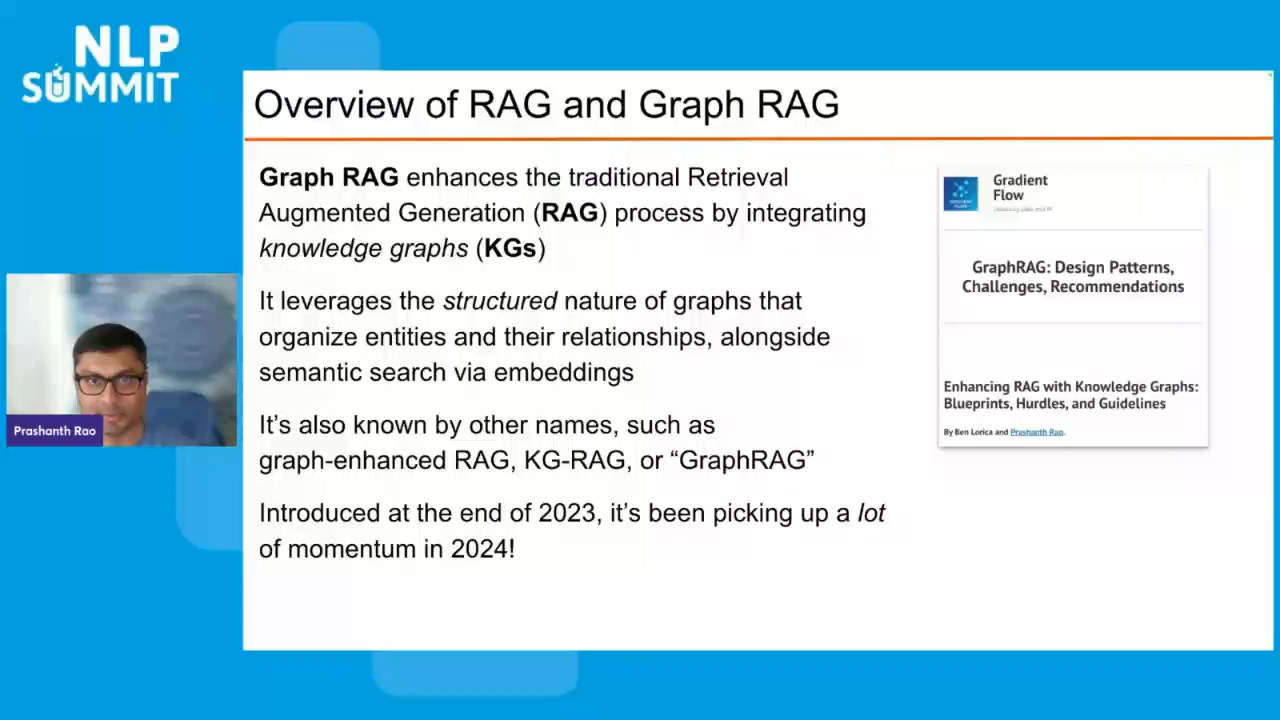 NLP
SUMMIT
Overview of RAG and Graph RAG
Graph RAG enhances the traditional Retrieval
Augmented Generation (RAG) process by integrating
knowledge graphs (KGs)
It leverages the structured nature of graphs that
organize entities and their relationships, alongside
semantic search via embeddings
It’s also known by other names, such as
graph-enhanced RAG, KG-RAG, or “GraphRAG”
Introduced at the end of 2023, it’s been picking up a lot
of momentum in 2024!
Gradient
Flow
GraphRAG: Design Patterns,
Challenges, Recommendations
Enhancing RAG with Knowledge Graphs:
Blueprints, Hurdles, and Guidelines
By Ben Lorica and Prashanth Rao.
Prashanth Rao